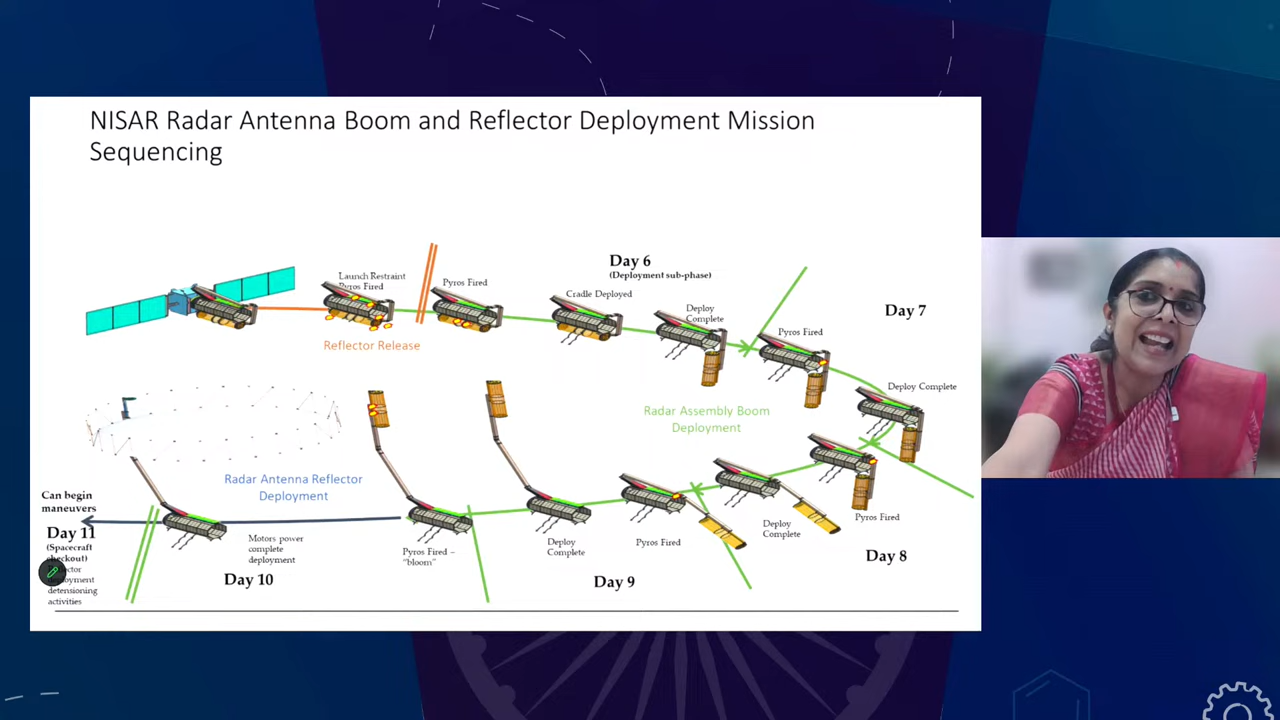 NISAR Radar Antenna Boom and Reflector Deployment Mission
Sequencing
Launch Restraint
Pyros Fired
Reflector Release
Pyros Fired
Day 6
(Deployment sub-phase)
Cradle Deployed
Deploy
Complete
Pyros Fired
Day 7
Deploy Complete
Radar Assembly Boom
Deployment
Pyros Fired
Day 8
Deploy
Complete
Pyros Fired
Deploy
Complete
Day 9
Pyros Fired –
"bloom"
Radar Antenna Reflector
Deployment
Motors power
complete
deployment
Day 10
Can begin
maneuvers
Day 11
(Spacecraft
detensioning
activities